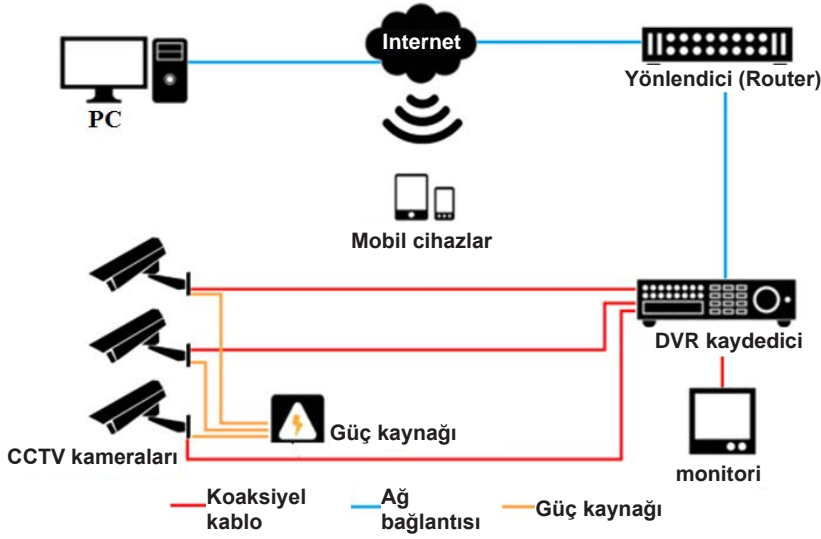 Internet
Yönlendici (Router)
PC
Mobil cihazlar
DVR kaydedici
Güç kaynağı
CCTV kameraları
monitori
Koaksiyel
kablo
Ağ
bağlantısı
Güç kaynağı